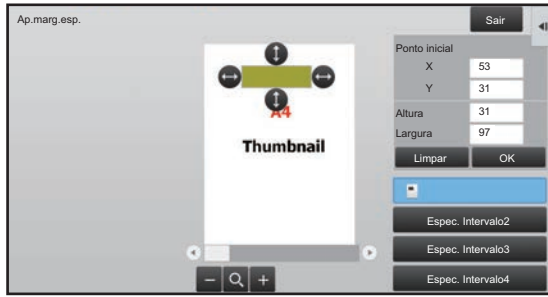 Ap.marg.esp.
Sair
Ponto inicial
X 53
Y 31
Altura 31
Largura 97
Limpar OK
A4
Thumbnail
Espec. Intervalo2
Espec. Intervalo3
Espec. Intervalo4